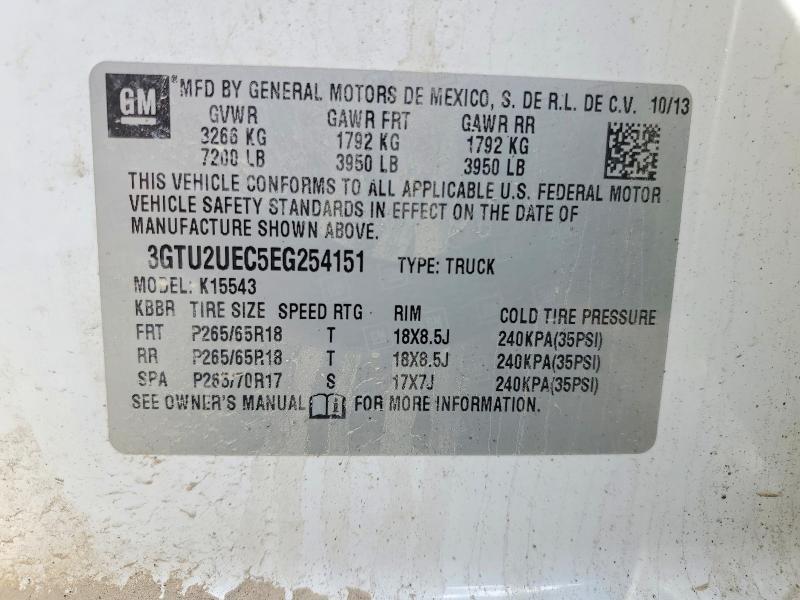 GM ® MFD BY GENERAL MOTORS DE MEXICO, S. DE R.L. DE C.V. 10/13
GVWR GAWR FRT GAWR RR
3266 KG 1792 KG 1792 KG
7200 LB 3950 LB 3950 LB
THIS VEHICLE CONFORMS TO ALL APPLICABLE U.S. FEDERAL MOTOR
VEHICLE SAFETY STANDARDS IN EFFECT ON THE DATE OF
MANUFACTURE SHOWN ABOVE.
3GTU2UEC5EG254151 TYPE: TRUCK
MODEL: K15543
KBBR TIRE SIZE SPEED RTG RIM COLD TIRE PRESSURE
FRT P265/65R18 T 18X8.5J 240KPA(35PSI)
RR P265/65R18 T 18X8.5J 240KPA(35PSI)
SPA P265/70R17 S 17X7J 240KPA(35PSI)
SEE OWNER'S MANUAL FOR MORE INFORMATION.